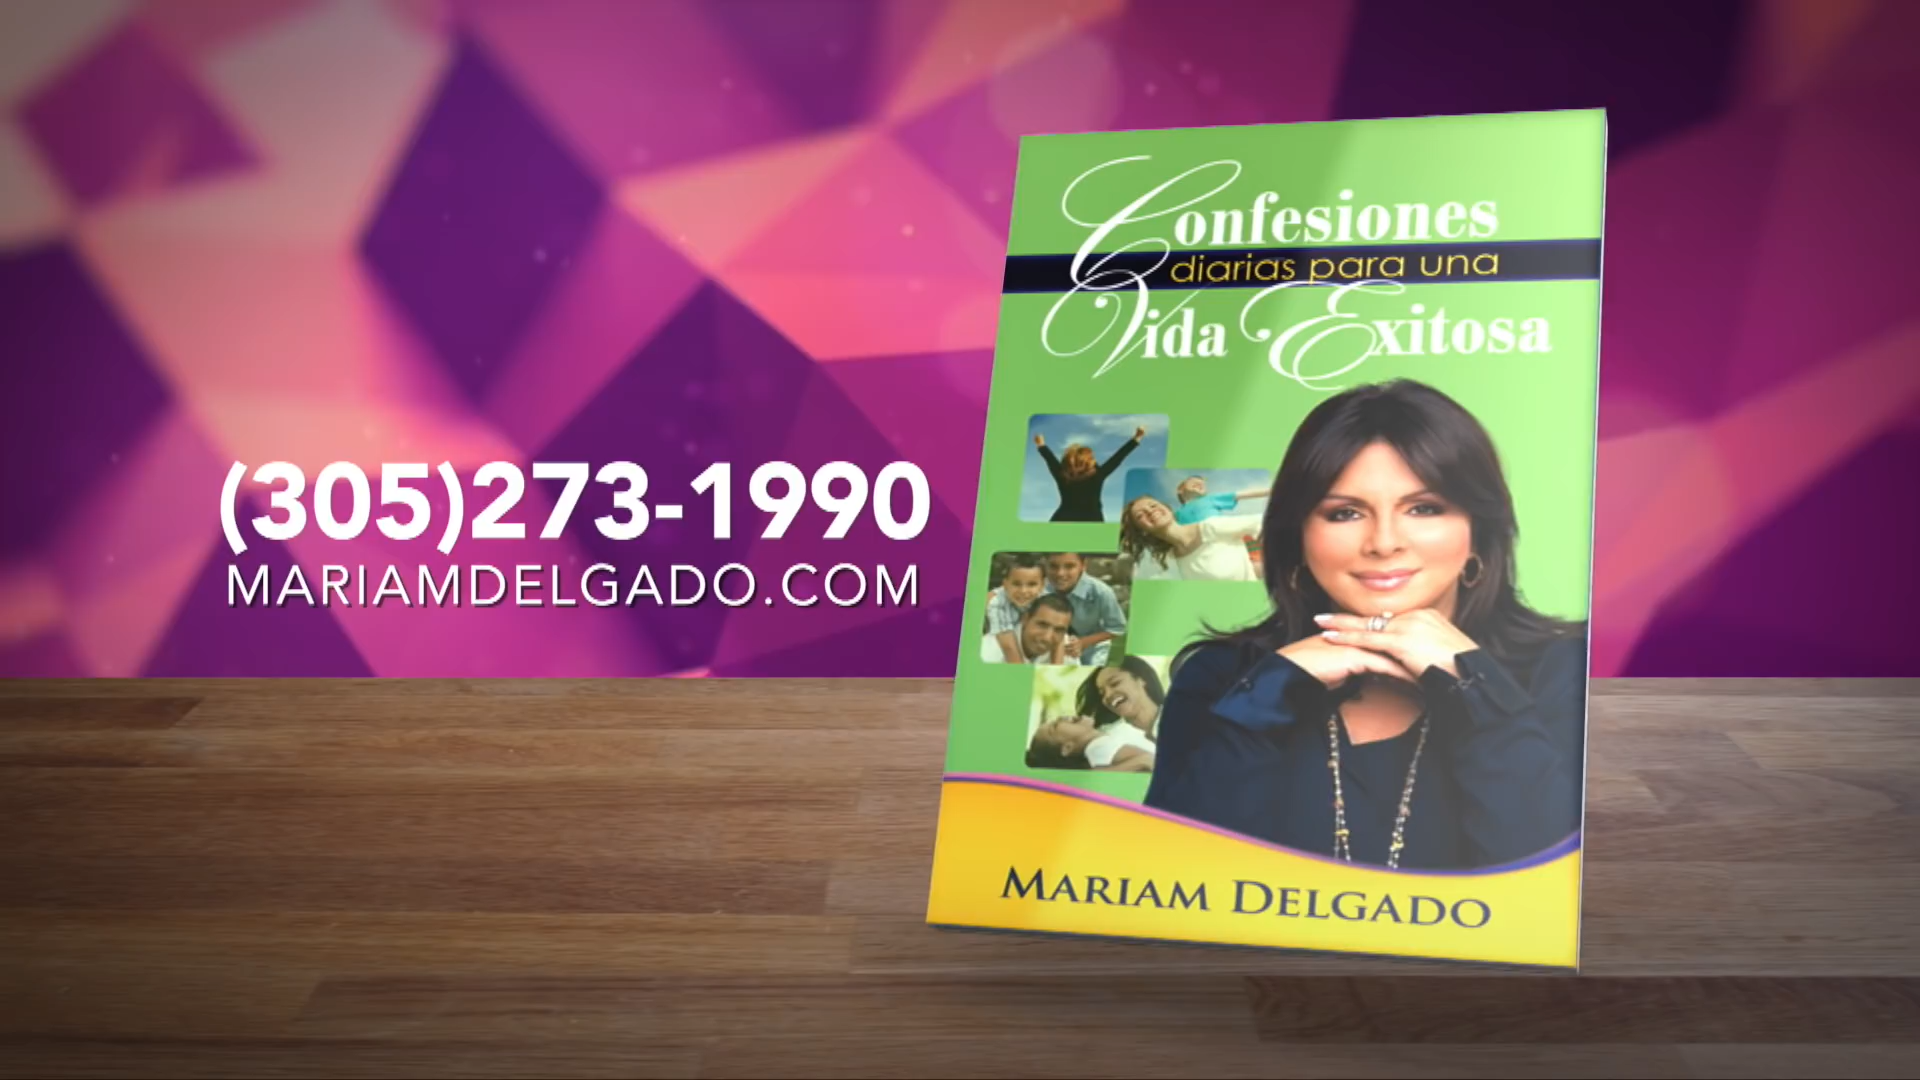 (305)273-1990
MARIAMDELGADO.COM
Confesiones
diarias para una
Vida Exitosa
MARIAM DELGADO